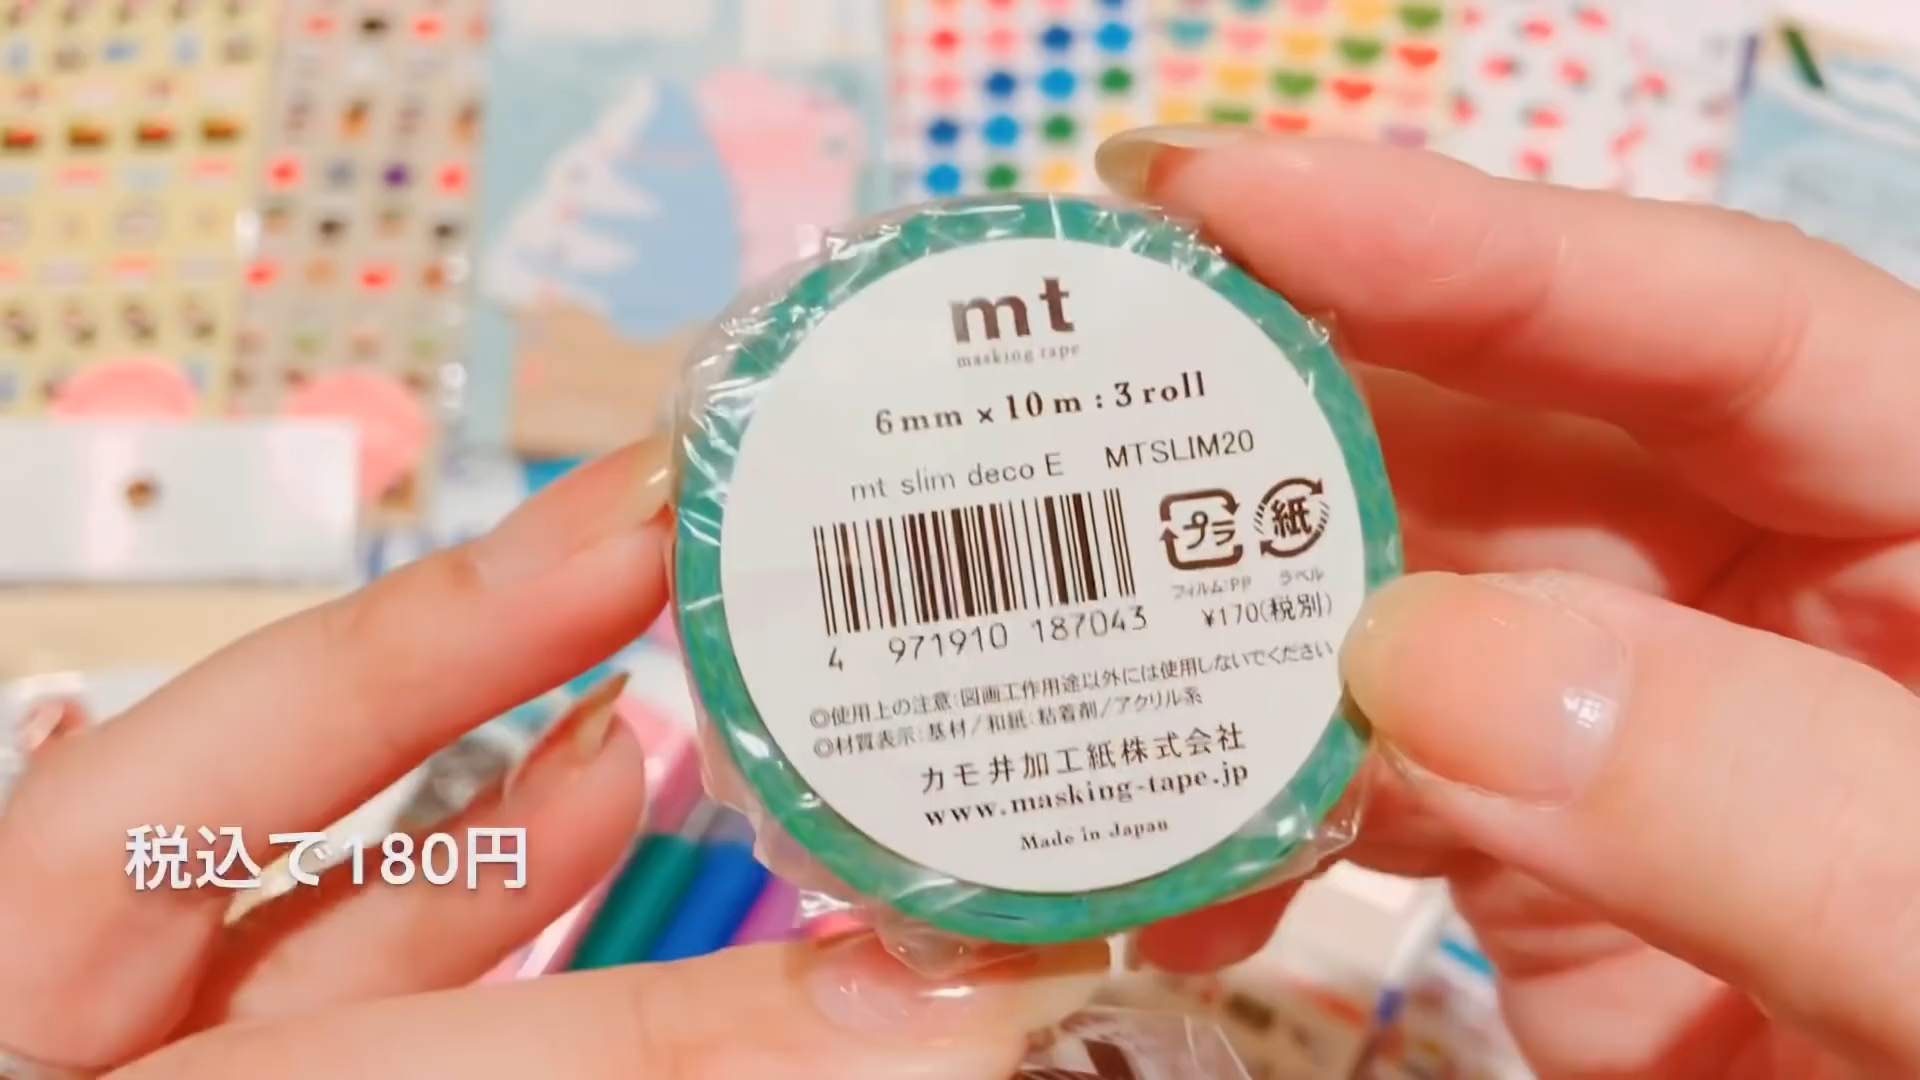 mt
masking tape
6mm × 10m : 3 roll
mt slim deco E MTSLIM20
プラ 紙
フィルム:PP ラベル
¥170(税別)
4 971910 187043
◎使用上の注意:図画工作用途以外には使用しないでください
◎材質表示:基材/和紙:粘着剤/アクリル系
カモ井加工紙株式会社
www.masking-tape.jp
Made in Japan
税込で180円